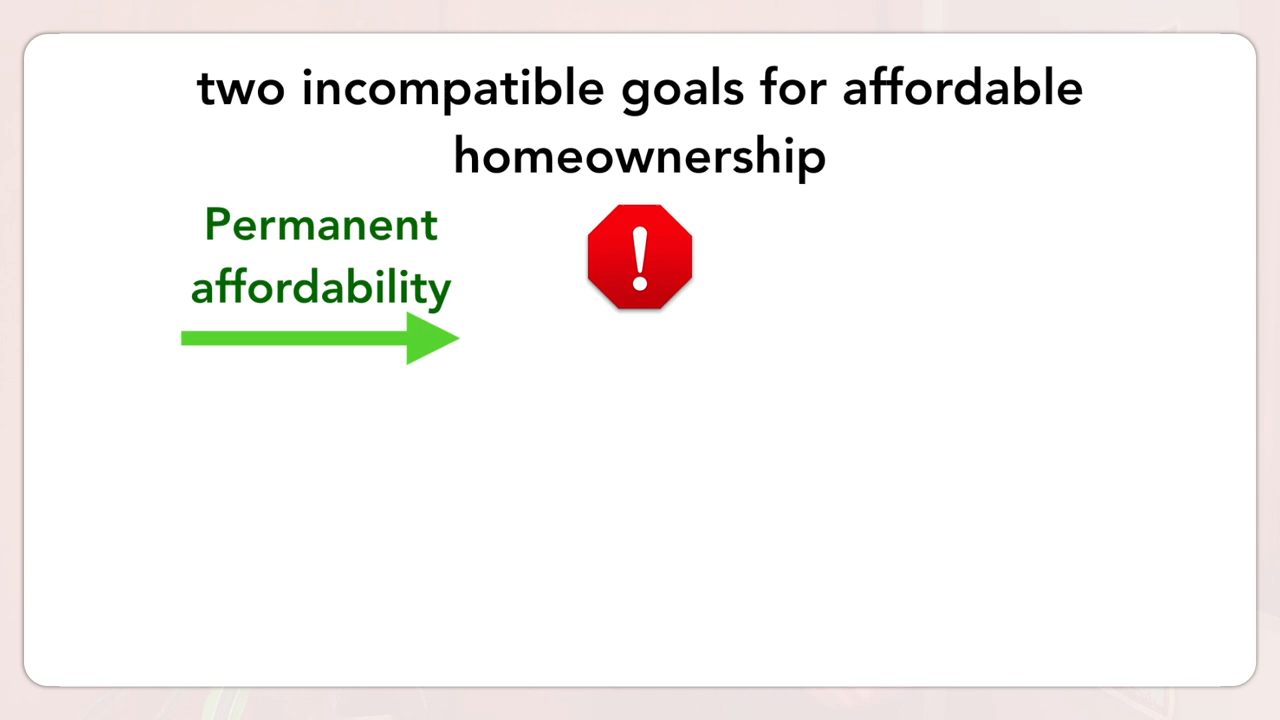 two incompatible goals for affordable
homeownership
Permanent
affordability